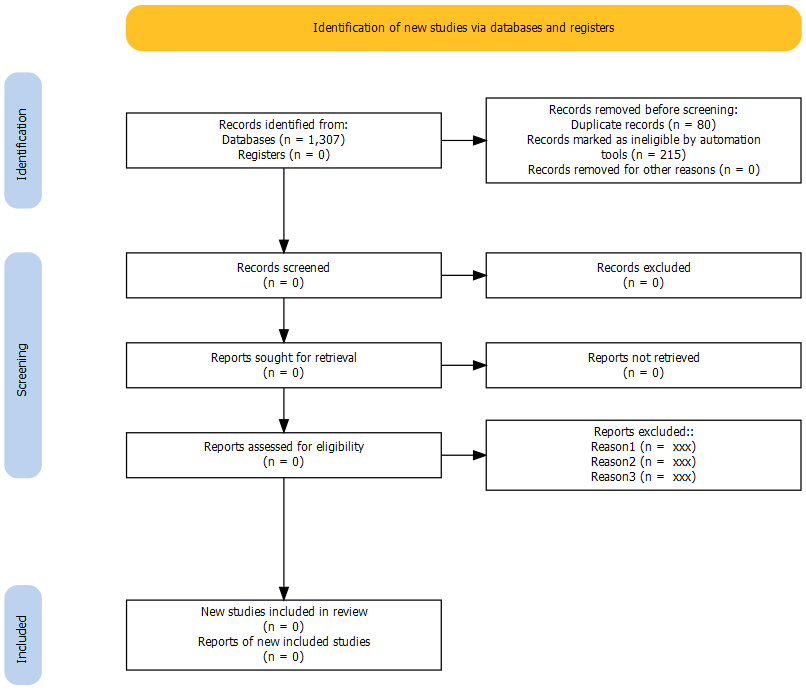 Identification of new studies via databases and registers
Identification
Records identified from:
Databases (n = 1,307)
Registers (n = 0)
Records removed before screening:
Duplicate records (n = 80)
Records marked as ineligible by automation
tools (n = 215)
Records removed for other reasons (n = 0)
Screening
Records screened
(n = 0)
Records excluded
(n = 0)
Reports sought for retrieval
(n = 0)
Reports not retrieved
(n = 0)
Reports assessed for eligibility
(n = 0)
Reports excluded::
Reason1 (n =  xxx)
Reason2 (n =  xxx)
Reason3 (n =  xxx)
Included
New studies included in review
(n = 0)
Reports of new included studies
(n = 0)